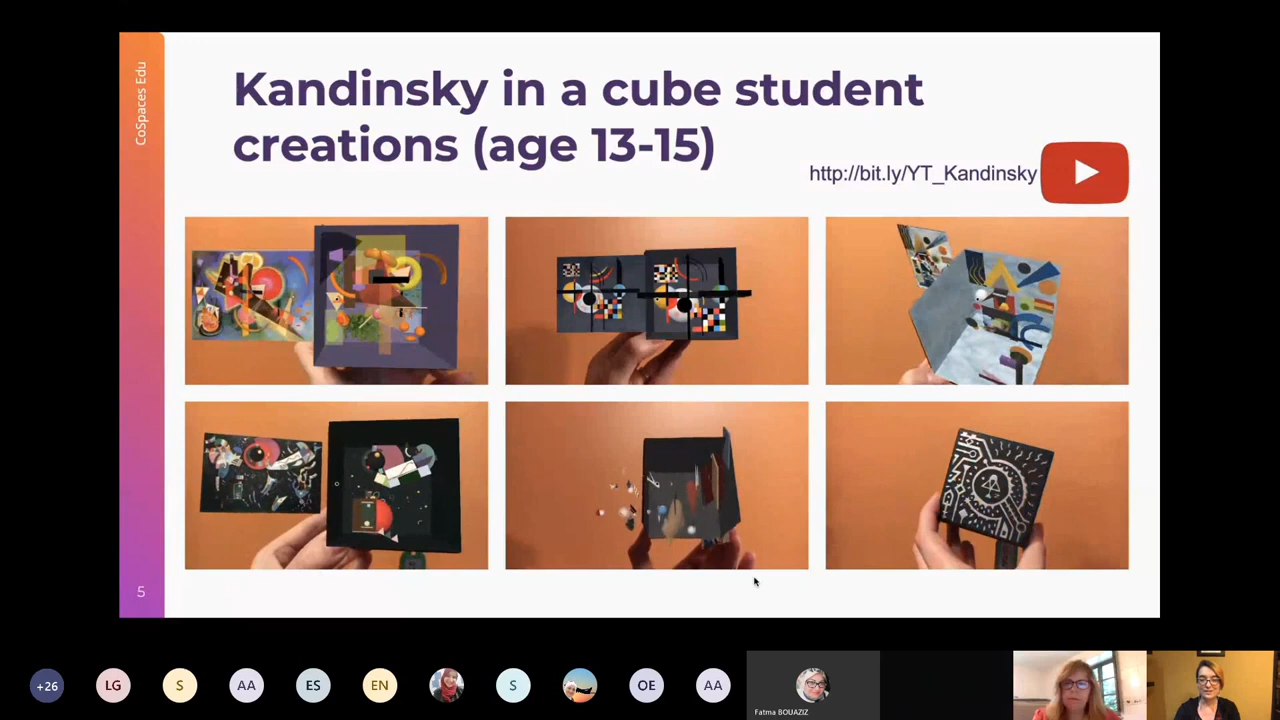 CoSpaces Edu
Kandinsky in a cube student
creations (age 13-15)
http://bit.ly/YT_Kandinsky
5
+26
LG
S
AA
ES
EN
S
OE
AA
Fatma BOUAZIZ